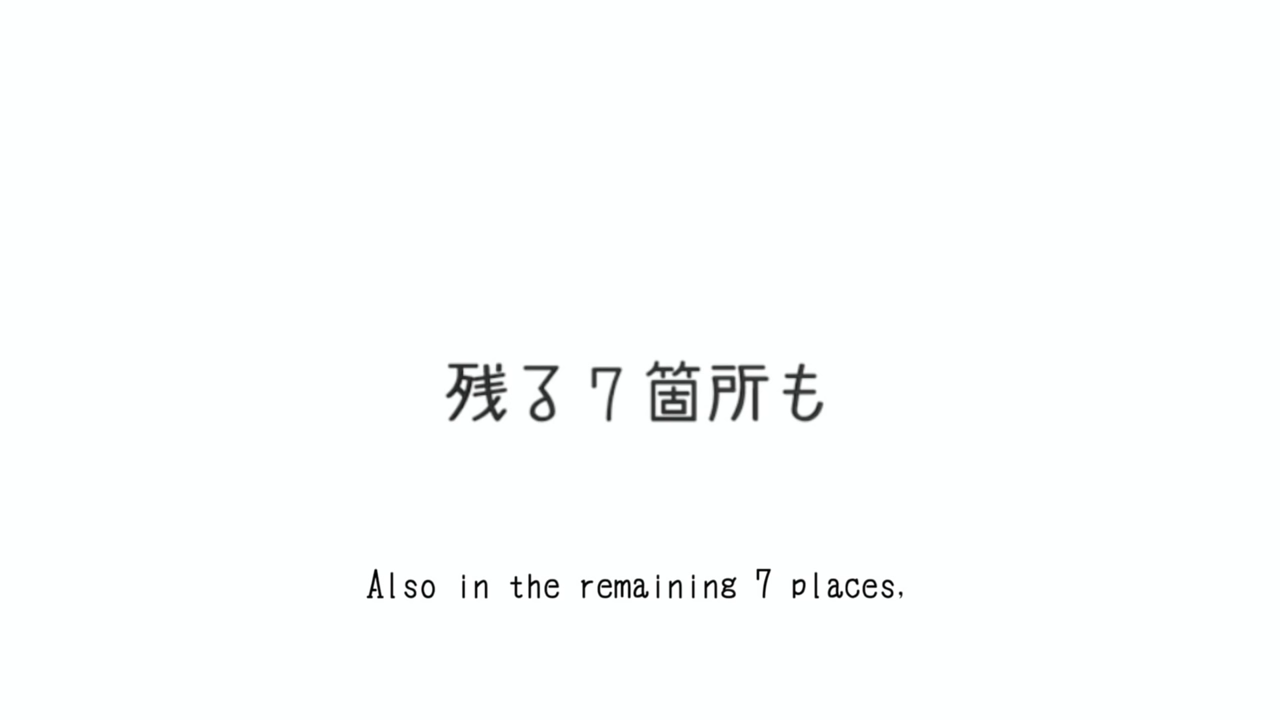 残る７箇所も
Also in the remaining 7 places,